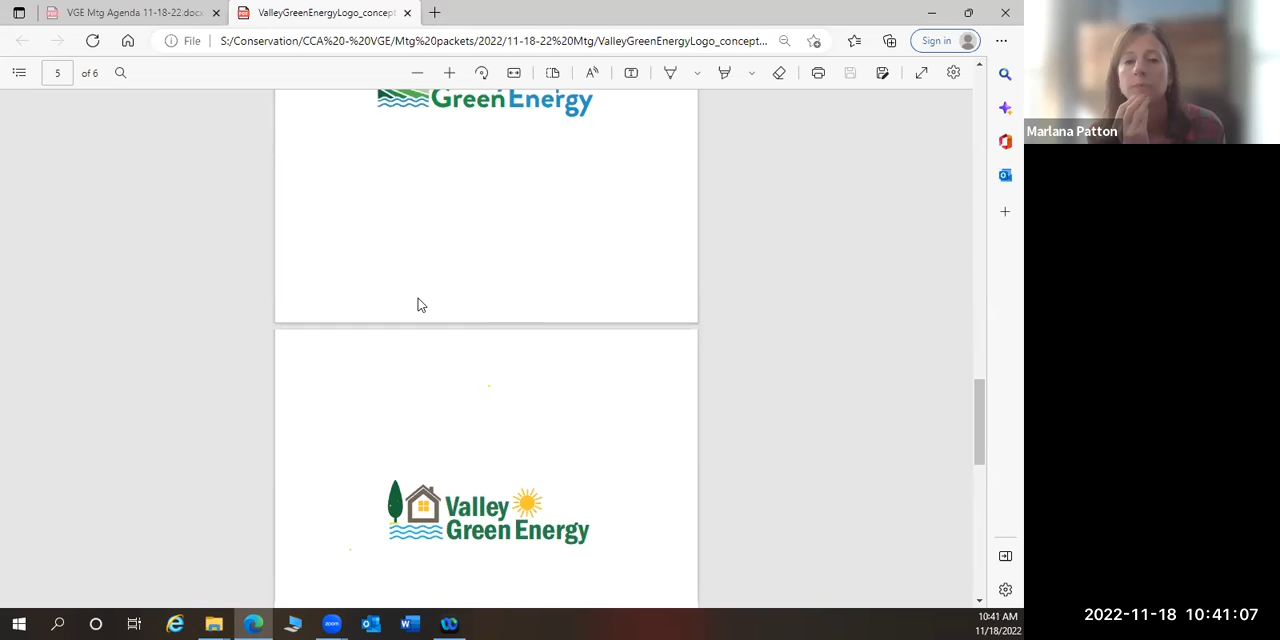 VGE Mtg Agenda 11-18-22.docx
ValleyGreenEnergyLogo_concept
File
S:/Conservation/CCA%20-%20VGE/Mtg%20packets/2022/11-18-22%20Mtg/ValleyGreenEnergyLogo_concept...
Sign in
5 of 6
Green Energy
Valley
Green Energy
Marlana Patton
zoom
10:41 AM
11/18/2022
2022-11-18 10:41:07